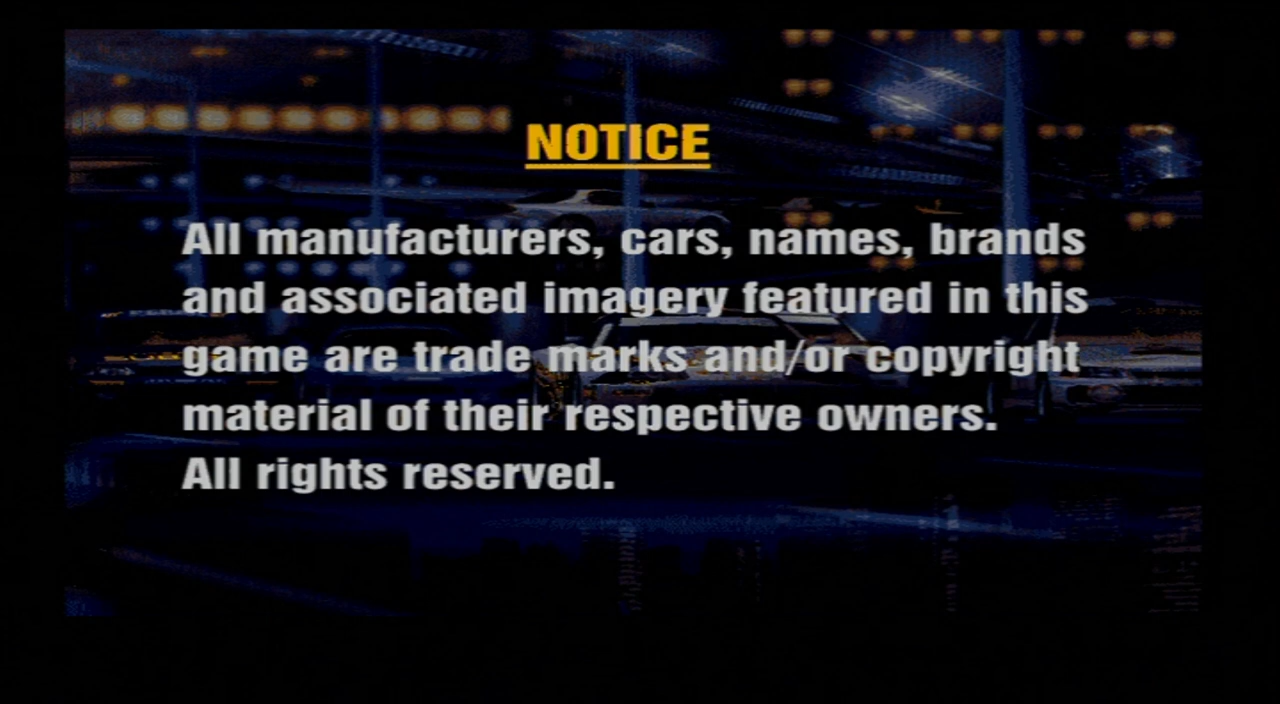 NOTICE
All manufacturers, cars, names, brands
and associated imagery featured in this
game are trade marks and/or copyright
material of their respective owners.
All rights reserved.